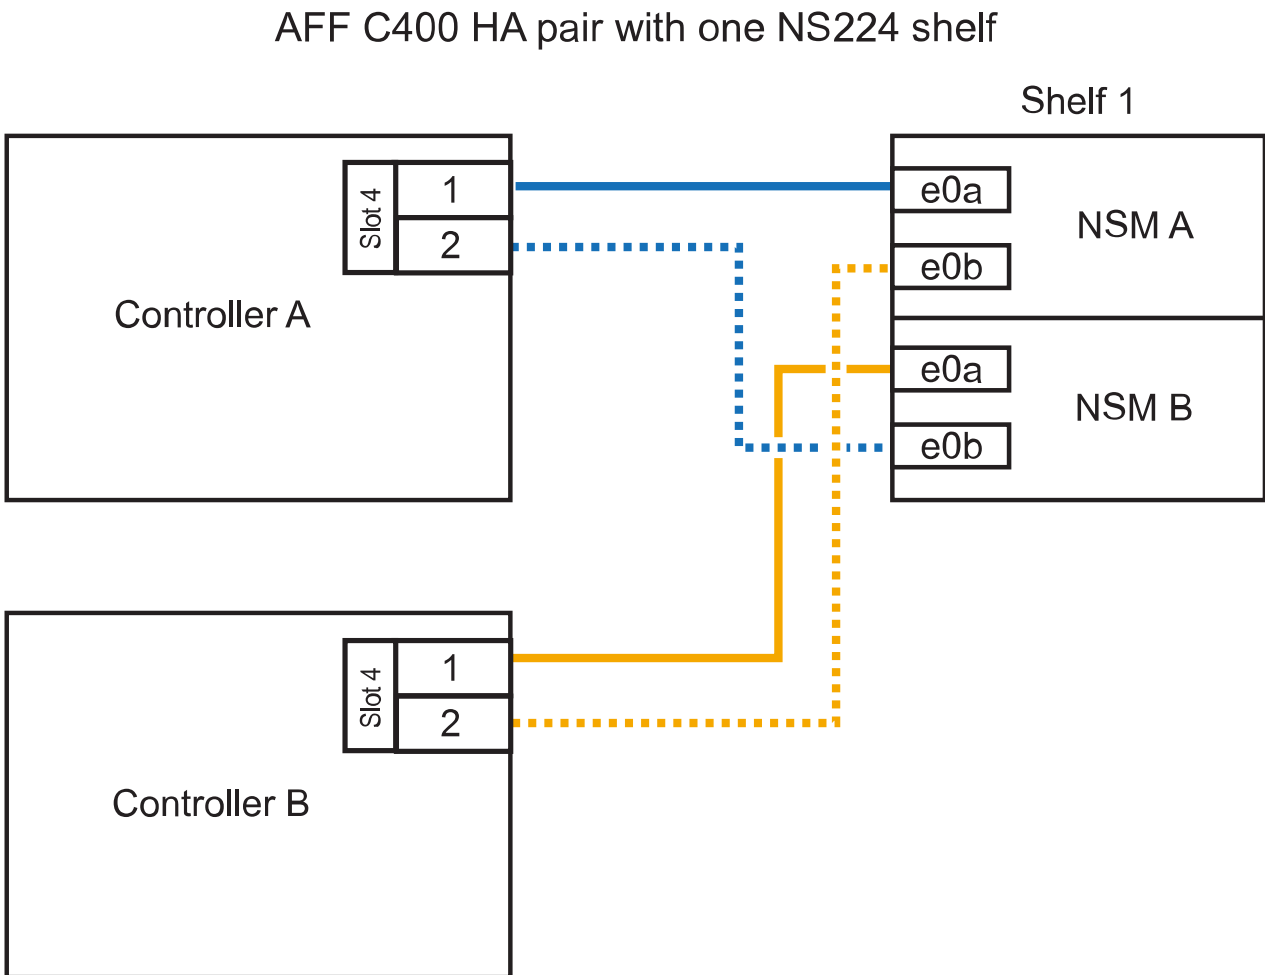 AFF C400 HA pair with one NS224 shelf
Shelf 1
Controller A
Slot 4
1
2
e0a
e0b
NSM A
e0a
e0b
NSM B
Controller B
Slot 4
1
2